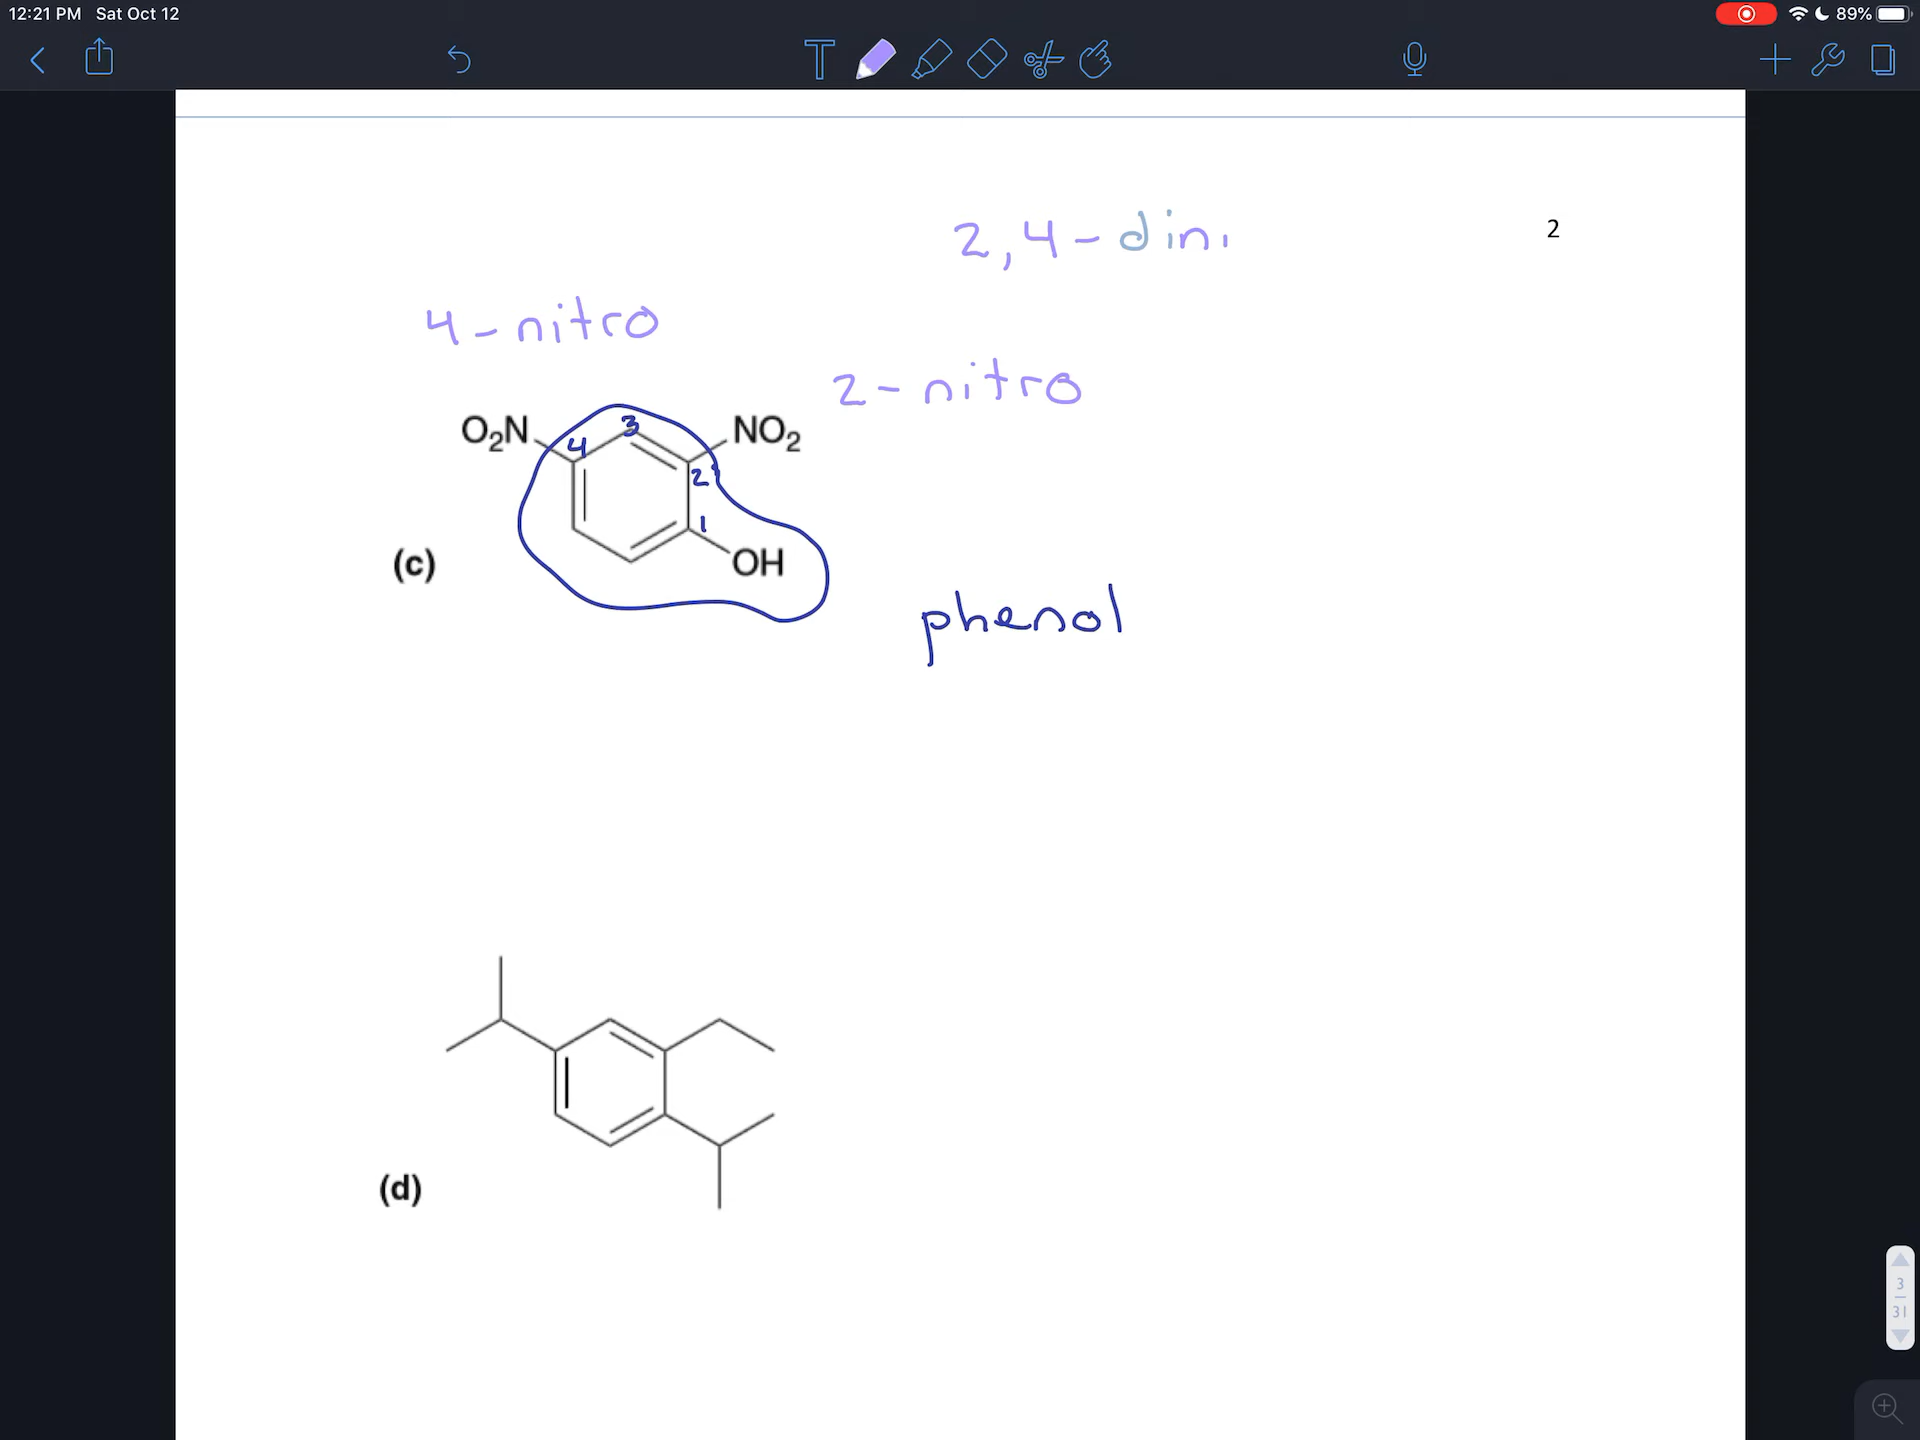 12:21 PM Sat Oct 12
89%
2
2,4-dini
4-nitro
2-nitro
O₂N
4
3
NO₂
2
1
OH
(c)
phenol
(d)
3
31